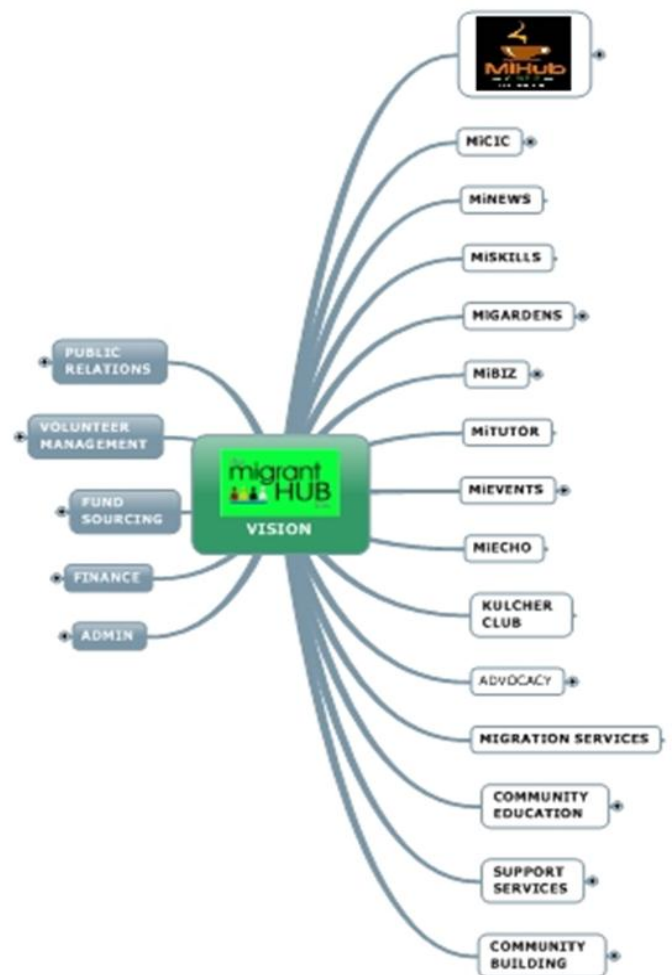 MiHub
MiCIC
MiNEWS
MiSKILLS
MIGARDENS
MiBIZ
MiTUTOR
MiEVENTS
MiECHO
KULCHER
CLUB
ADVOCACY
MIGRATION SERVICES
COMMUNITY
EDUCATION
SUPPORT
SERVICES
COMMUNITY
BUILDING
migrant
HUB
VISION
PUBLIC
RELATIONS
VOLUNTEER
MANAGEMENT
FUND
SOURCING
FINANCE
ADMIN